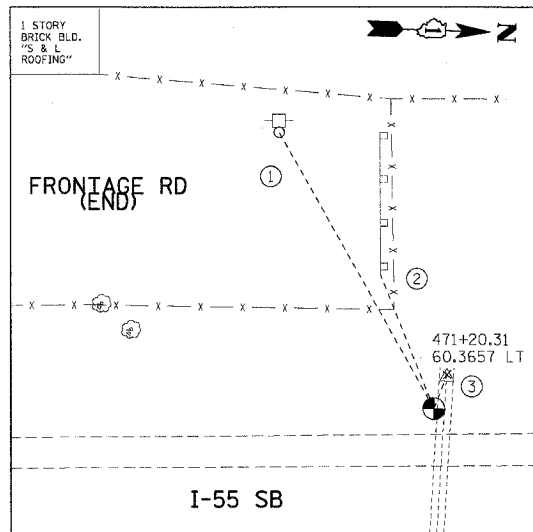 1 STORY
BRICK BLD.
"S & L
ROOFING"
N
X X X X X X X X X
1
FRONTAGE RD
(END)
X
X
X
X
X
2
X X X X X X X X
471+20.31
60.3657 LT
3
I-55 SB